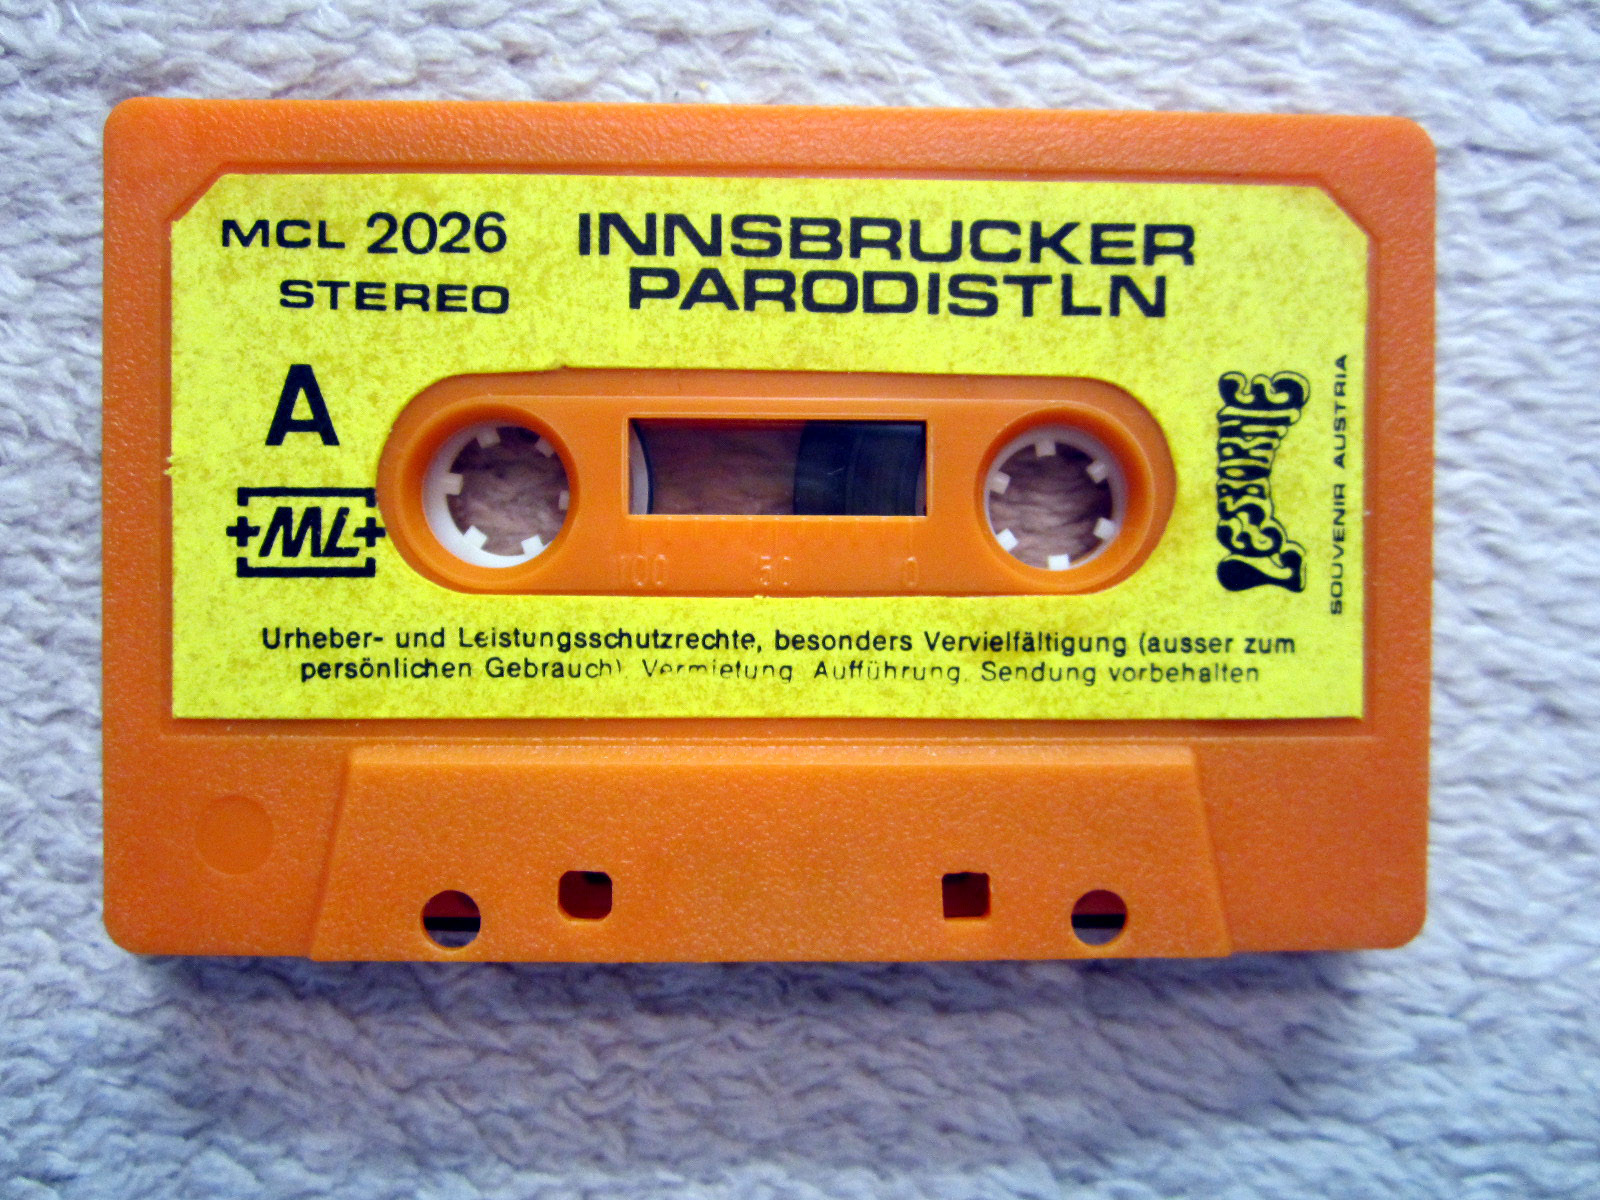 MCL 2026
STEREO
INNSBRUCKER
PARODISTLN
A
+ML+
LESBORNE
SOUVENIR AUSTRIA
100 50 0
Urheber- und Leistungsschutzrechte, besonders Vervielfältigung (ausser zum
persönlichen Gebrauch), Vermietung, Aufführung, Sendung vorbehalten